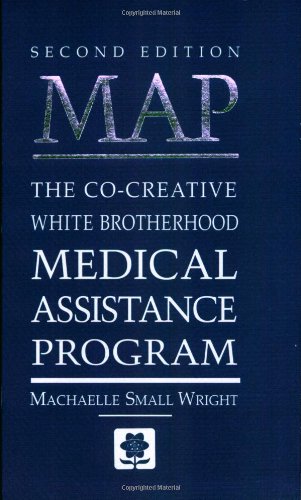 SECOND EDITION
MAP
THE CO-CREATIVE
WHITE BROTHERHOOD
MEDICAL
ASSISTANCE
PROGRAM
MACHAELLE SMALL WRIGHT